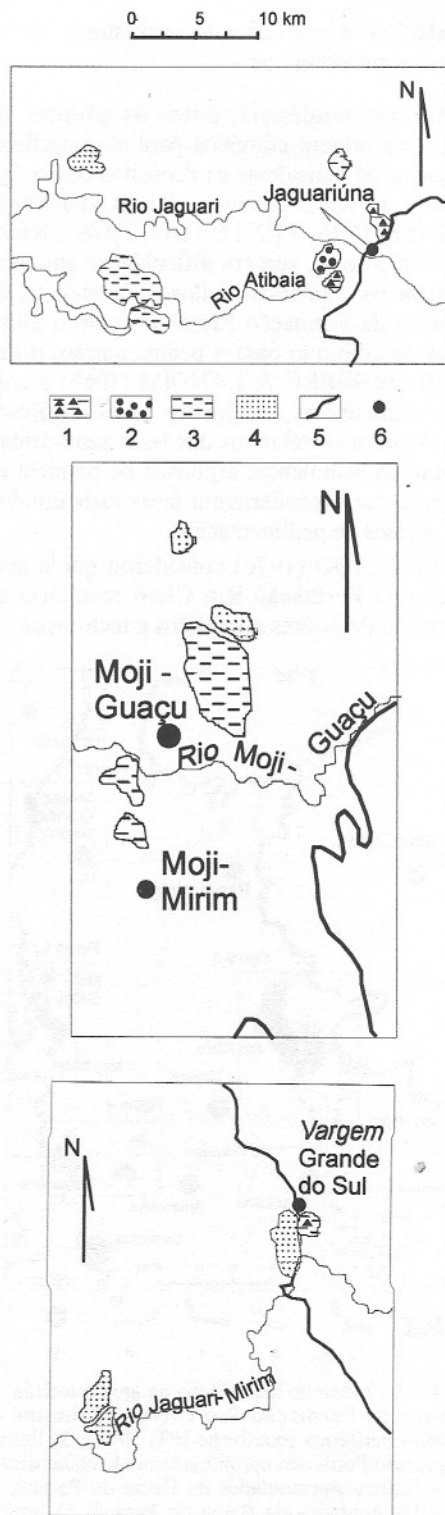 0 5 10 km
N
Jaguariúna
Rio Jaguari
Rio Atibaia
1 2 3 4 5 6
N
Moji-
Guaçu
Rio Moji-Guaçu
Moji-
Mirim
N
Vargem
Grande
do Sul
Rio Jaguari-Mirim